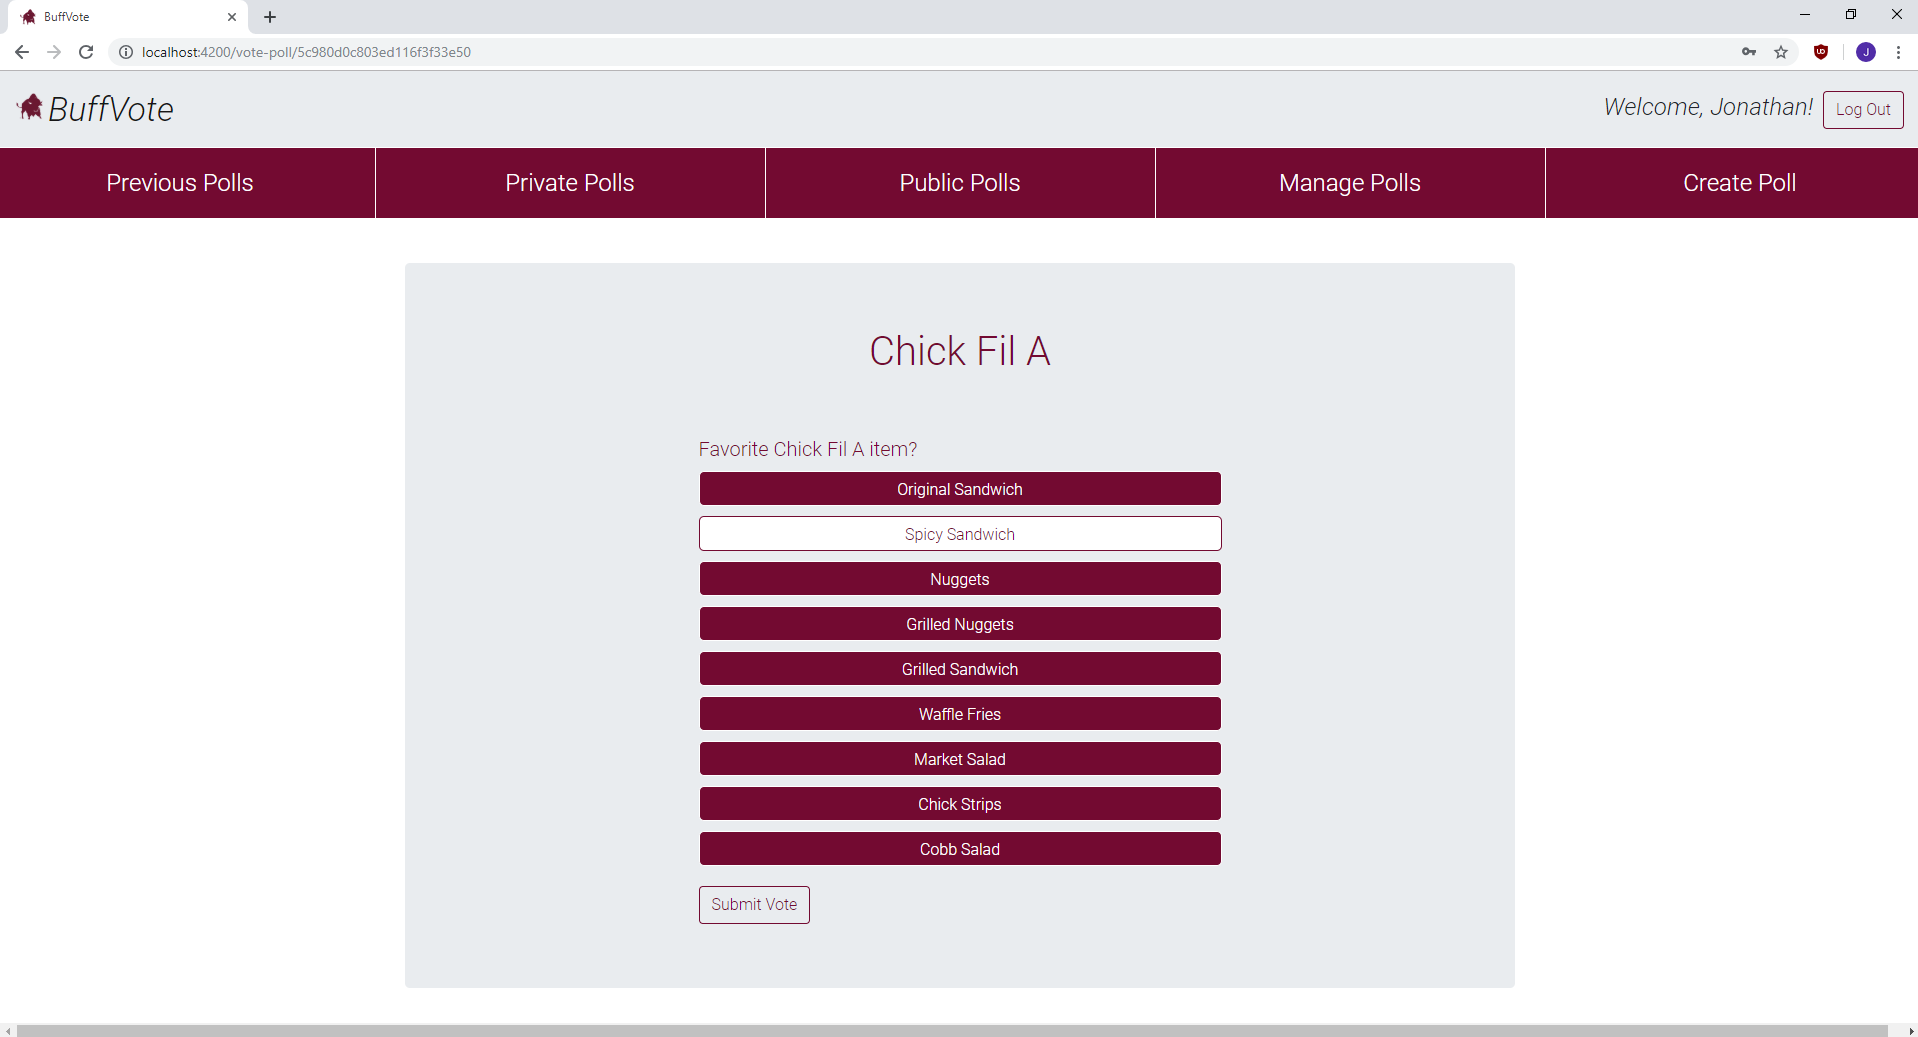 BuffVote
localhost:4200/vote-poll/5c980d0c803ed116f3f33e50
J
BuffVote
Welcome, Jonathan!
Log Out
Previous Polls
Private Polls
Public Polls
Manage Polls
Create Poll
Chick Fil A
Favorite Chick Fil A item?
Original Sandwich
Spicy Sandwich
Nuggets
Grilled Nuggets
Grilled Sandwich
Waffle Fries
Market Salad
Chick Strips
Cobb Salad
Submit Vote